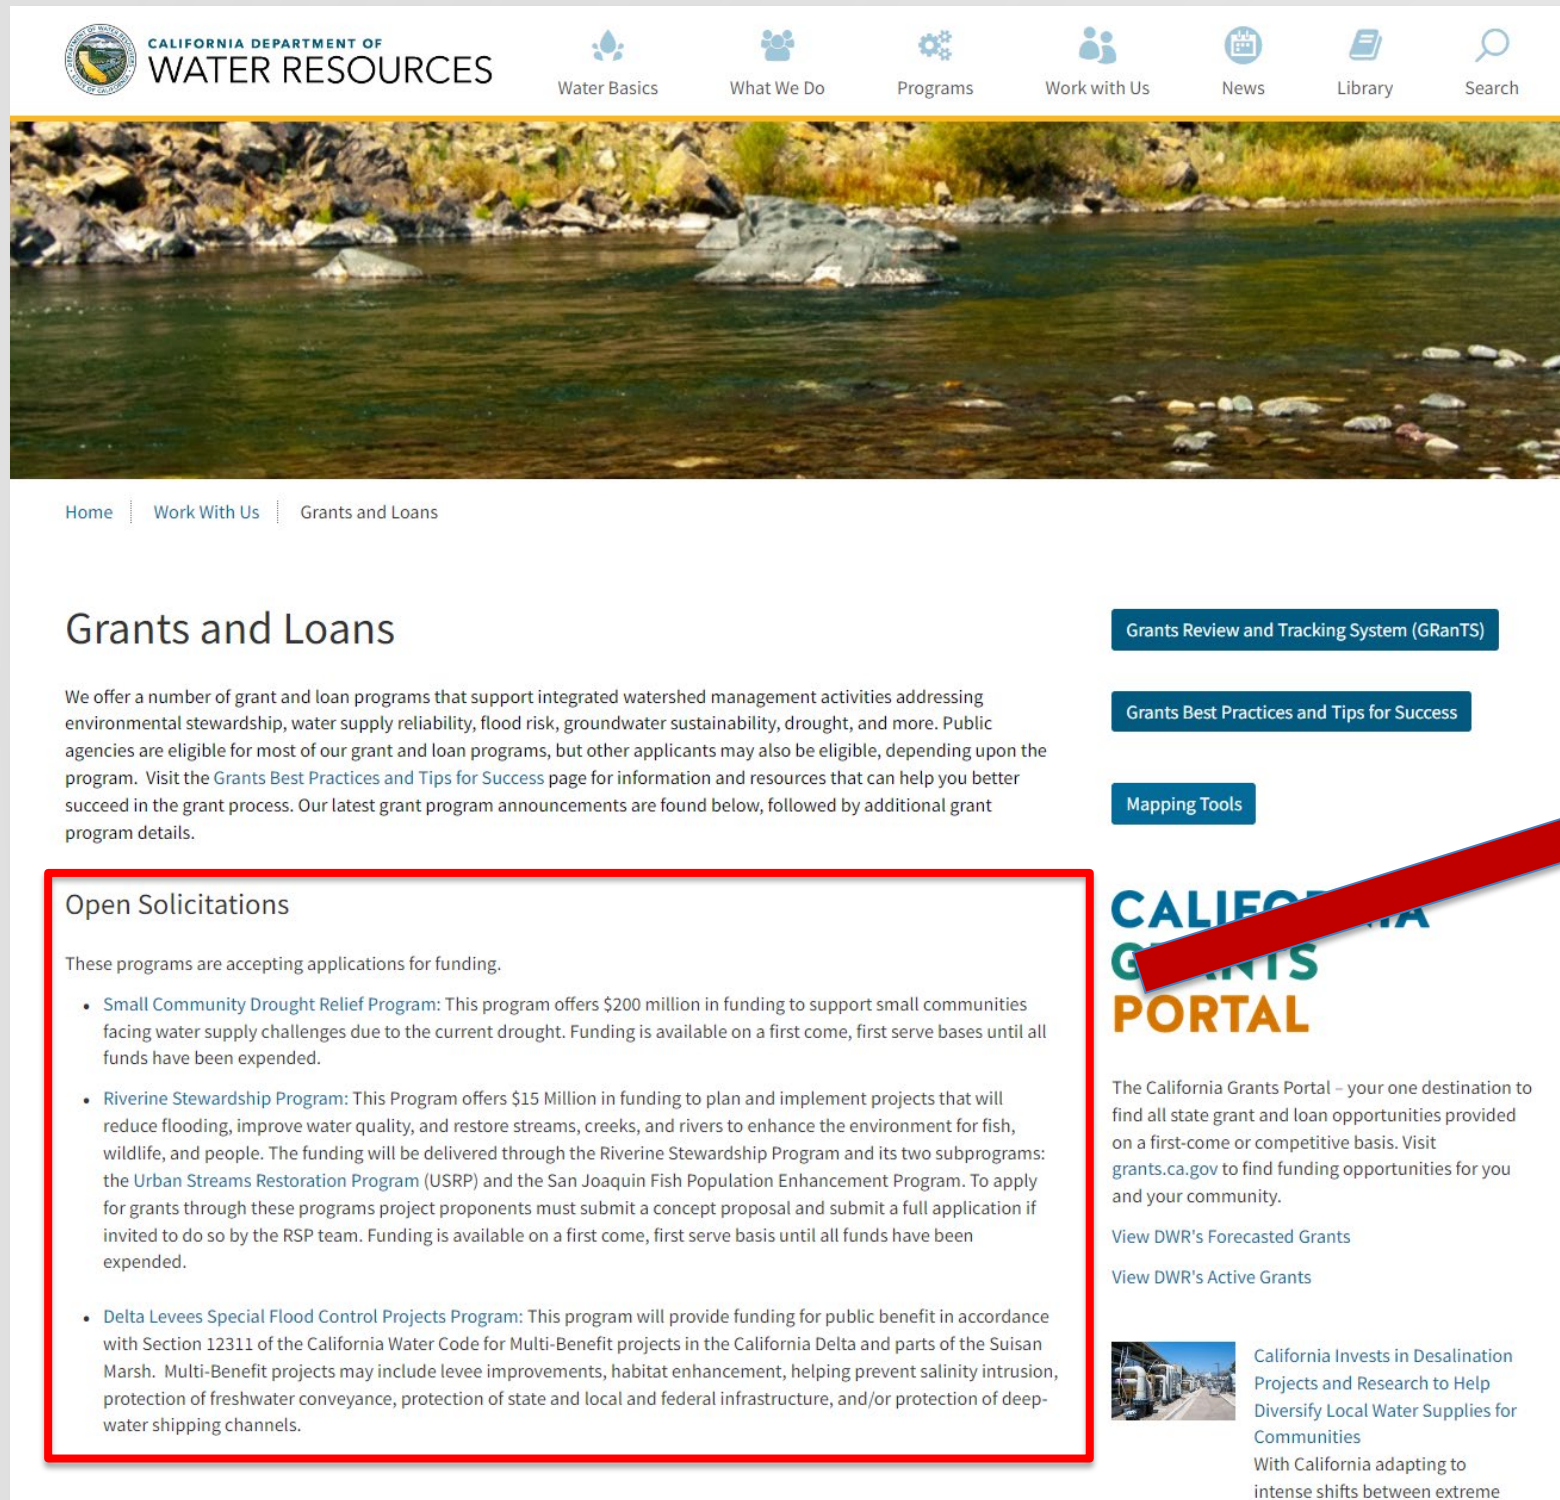 CALIFORNIA DEPARTMENT OF
WATER RESOURCES
Water Basics
What We Do
Programs
Work with Us
News
Library
Search
Home
Work With Us
Grants and Loans
Grants and Loans
We offer a number of grant and loan programs that support integrated watershed management activities addressing
environmental stewardship, water supply reliability, flood risk, groundwater sustainability, drought, and more. Public
agencies are eligible for most of our grant and loan programs, but other applicants may also be eligible, depending upon the
program. Visit the Grants Best Practices and Tips for Success page for information and resources that can help you better
succeed in the grant process. Our latest grant program announcements are found below, followed by additional grant
program details.
Open Solicitations
These programs are accepting applications for funding.
• Small Community Drought Relief Program: This program offers $200 million in funding to support small communities
facing water supply challenges due to the current drought. Funding is available on a first come, first serve bases until all
funds have been expended.
• Riverine Stewardship Program: This Program offers $15 Million in funding to plan and implement projects that will
reduce flooding, improve water quality, and restore streams, creeks, and rivers to enhance the environment for fish,
wildlife, and people. The funding will be delivered through the Riverine Stewardship Program and its two subprograms:
the Urban Streams Restoration Program (USRP) and the San Joaquin Fish Population Enhancement Program. To apply
for grants through these programs project proponents must submit a concept proposal and submit a full application if
invited to do so by the RSP team. Funding is available on a first come, first serve basis until all funds have been
expended.
• Delta Levees Special Flood Control Projects Program: This program will provide funding for public benefit in accordance
with Section 12311 of the California Water Code for Multi-Benefit projects in the California Delta and parts of the Suisan
Marsh. Multi-Benefit projects may include levee improvements, habitat enhancement, helping prevent salinity intrusion,
protection of freshwater conveyance, protection of state and local and federal infrastructure, and/or protection of deep-
water shipping channels.
Grants Review and Tracking System (GRanTS)
Grants Best Practices and Tips for Success
Mapping Tools
CALIFORNIA
GRANTS
PORTAL
The California Grants Portal – your one destination to
find all state grant and loan opportunities provided
on a first-come or competitive basis. Visit
grants.ca.gov to find funding opportunities for you
and your community.
View DWR's Forecasted Grants
View DWR's Active Grants
California Invests in Desalination
Projects and Research to Help
Diversify Local Water Supplies for
Communities
With California adapting to
intense shifts between extreme